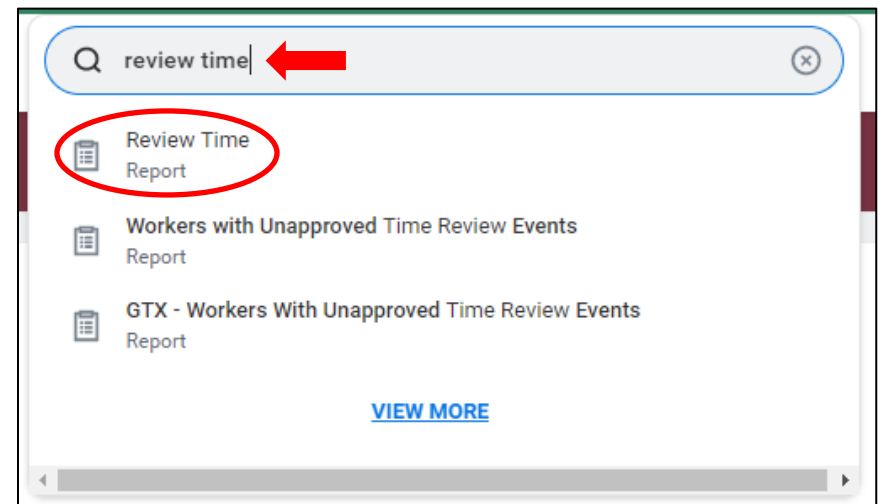 review time
Review Time
Report
Workers with Unapproved Time Review Events
Report
GTX - Workers With Unapproved Time Review Events
Report
VIEW MORE